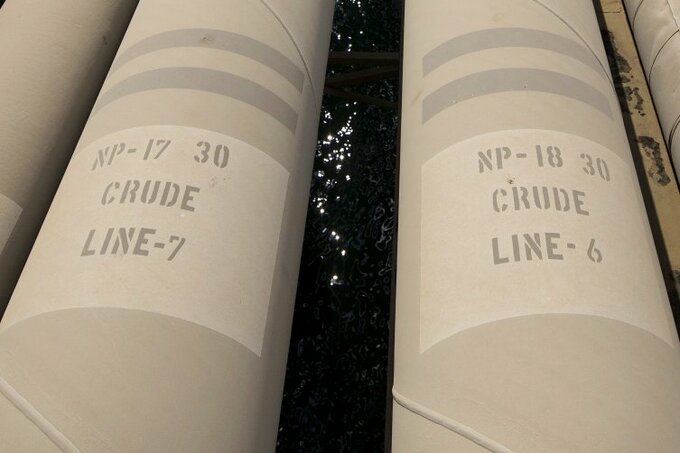 NP-17 30
CRUDE
LINE-7
NP-18 30
CRUDE
LINE-6